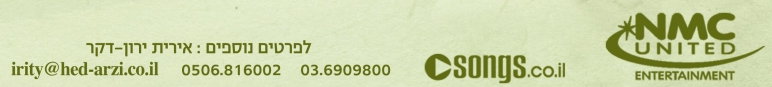 לפרטים נוספים : אירית ירון-דקר
irity@hed-arzi.co.il 0506.816002 03.6909800
songs.co.il
NMC
UNITED
ENTERTAINMENT